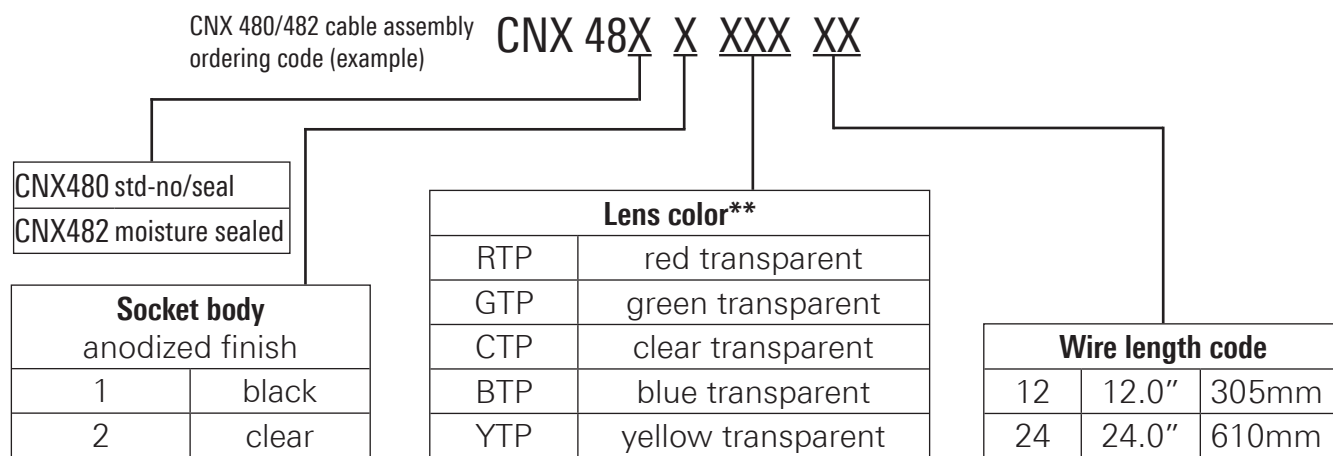 CNX 480/482 cable assembly
ordering code (example)
CNX 48X X XXX XX
CNX480 std-no/seal
CNX482 moisture sealed
Socket body
anodized finish
1 black
2 clear
Lens color**
RTP red transparent
GTP green transparent
CTP clear transparent
BTP blue transparent
YTP yellow transparent
Wire length code
12 12.0″ 305mm
24 24.0″ 610mm